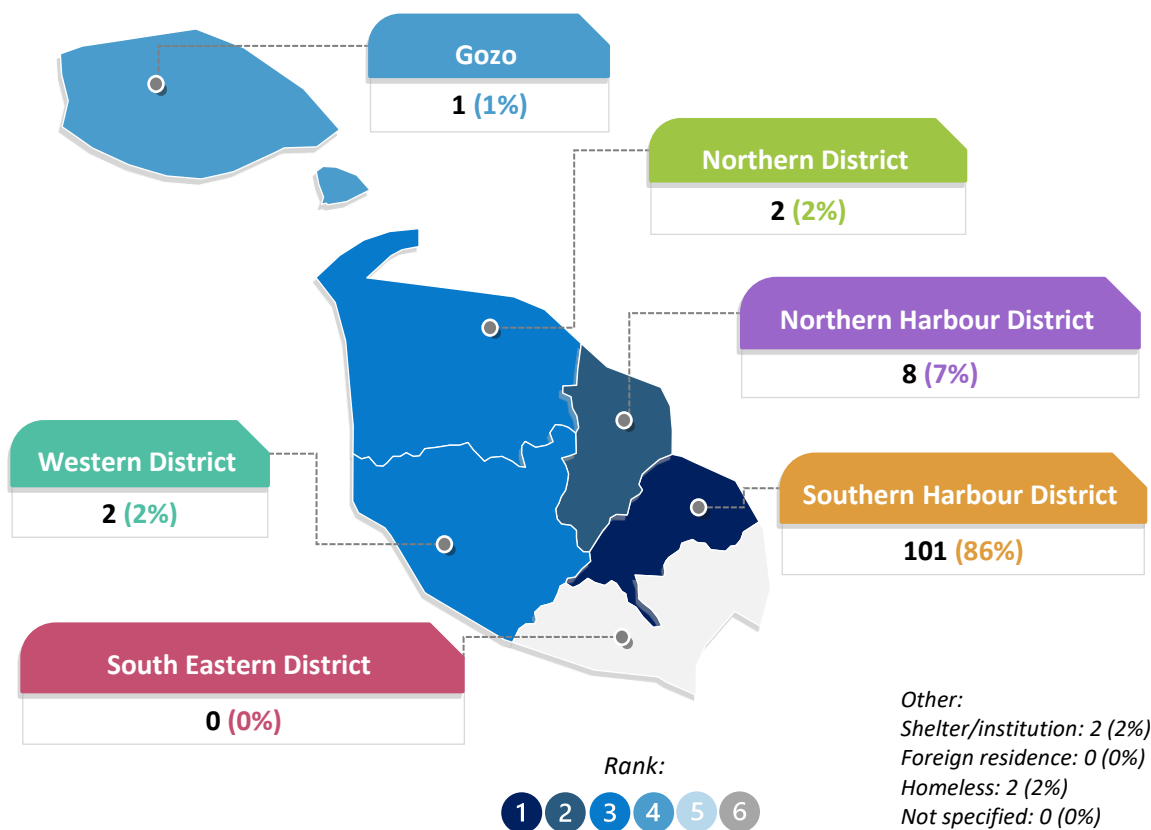 Gozo
1 (1%)
Northern District
2 (2%)
Northern Harbour District
8 (7%)
Western District
2 (2%)
Southern Harbour District
101 (86%)
South Eastern District
0 (0%)
Other:
Shelter/institution: 2 (2%)
Foreign residence: 0 (0%)
Homeless: 2 (2%)
Not specified: 0 (0%)
Rank:
1 2 3 4 5 6